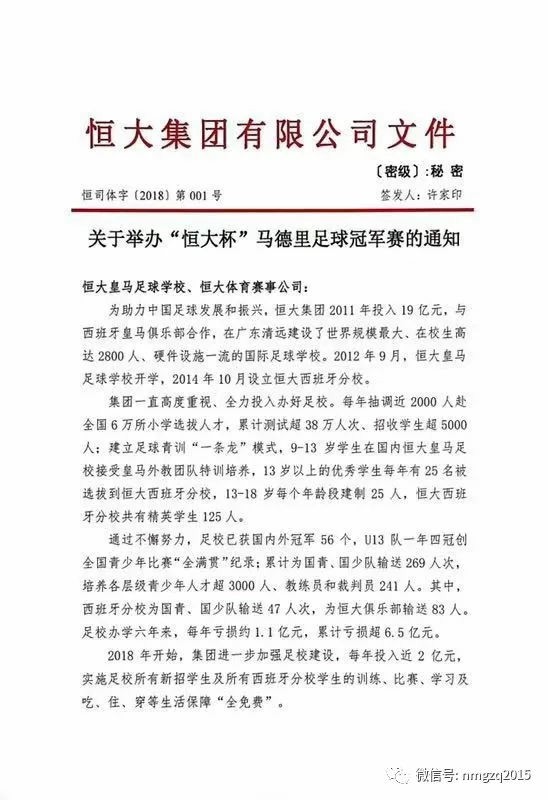 恒大集团有限公司文件
〔密级〕:秘 密
恒司体字〔2018〕第 001 号 签发人：许家印
关于举办“恒大杯”马德里足球冠军赛的通知
恒大皇马足球学校、恒大体育赛事公司：
为助力中国足球发展和振兴，恒大集团 2011 年投入 19 亿元，与
西班牙皇马俱乐部合作，在广东清远建设了世界规模最大、在校生高
达 2800 人、硬件设施一流的国际足球学校。2012 年 9 月，恒大皇马
足球学校开学，2014 年 10 月设立恒大西班牙分校。
集团一直高度重视、全力投入办好足校。每年抽调近 2000 人赴
全国 6 万所小学选拔人才，累计测试超 38 万人次、招收学生超 5000
人；建立足球青训“一条龙”模式，9-13 岁学生在国内恒大皇马足
校接受皇马外教团队特训培养，13 岁以上的优秀学生每年有 25 名被
选拔到恒大西班牙分校，13-18 岁每个年龄段建制 25 人，恒大西班
牙分校共有精英学生 125 人。
通过不懈努力，足校已获国内外冠军 56 个，U13 队一年四冠创
全国青少年比赛“全满贯”纪录；累计为国青、国少队输送 269 人次，
培养各层级青少年人才超 3000 人、教练员和裁判员 241 人。其中，
西班牙分校为国青、国少队输送 47 人次，为恒大俱乐部输送 83 人。
足校办学六年来，每年亏损约 1.1 亿元，累计亏损超 6.5 亿元。
2018 年开始，集团进一步加强足校建设，每年投入近 2 亿元，
实施足校所有新招学生及所有西班牙分校学生的训练、比赛、学习及
吃、住、穿等生活保障“全免费”。
微信号: nmgzq2015